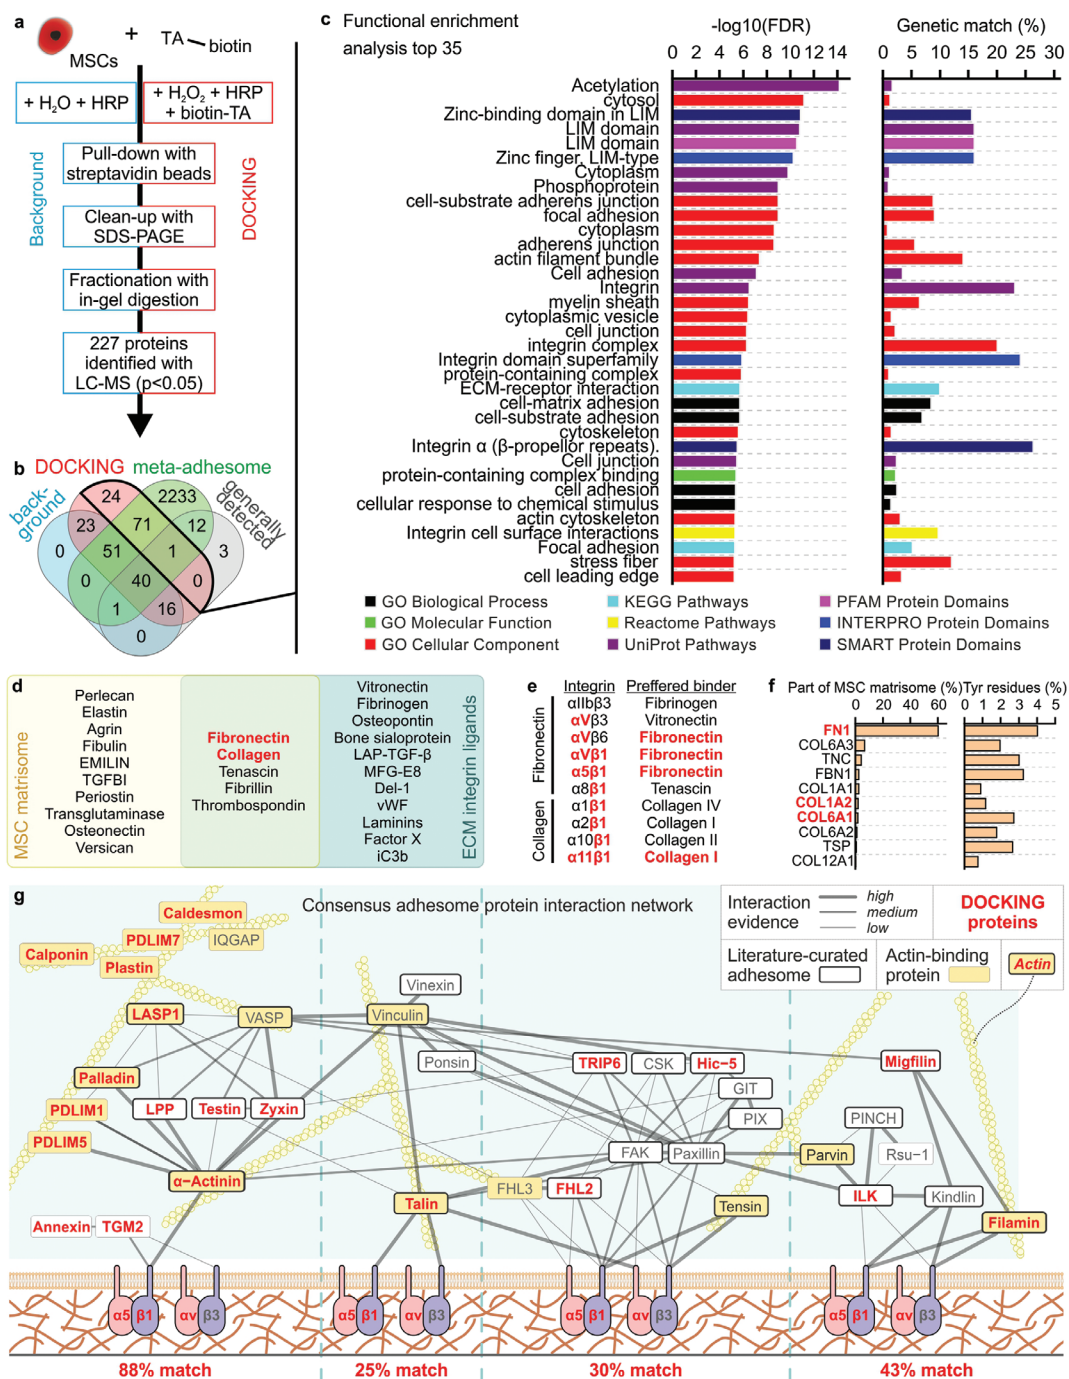 a
MSCs
+
TA
biotin
+ H2O + HRP
+ H2O2 + HRP
+ biotin-TA
Background
DOCKING
Pull-down with
streptavidin beads
Clean-up with
SDS-PAGE
Fractionation with
in-gel digestion
227 proteins
identified with
LC-MS (p<0.05)
b
DOCKING
meta-adhesome
back-
ground
generally
detected
24
2233
23
71
12
0
51
1
3
0
40
0
1
16
0
c
Functional enrichment
analysis top 35
-log10(FDR)
0 2 4 6 8 10 12 14
Genetic match (%)
0 5 10 15 20 25 30
Acetylation
cytosol
Zinc-binding domain in LIM
LIM domain
LIM domain
Zinc finger, LIM-type
Cytoplasm
Phosphoprotein
cell-substrate adherens junction
focal adhesion
cytoplasm
adherens junction
actin filament bundle
Cell adhesion
Integrin
myelin sheath
cytoplasmic vesicle
cell junction
integrin complex
Integrin domain superfamily
protein-containing complex
ECM-receptor interaction
cell-matrix adhesion
cell-substrate adhesion
cytoskeleton
Integrin α (β-propellor repeats).
Cell junction
protein-containing complex binding
cell adhesion
cellular response to chemical stimulus
actin cytoskeleton
Integrin cell surface interactions
Focal adhesion
stress fiber
cell leading edge
GO Biological Process
GO Molecular Function
GO Cellular Component
KEGG Pathways
Reactome Pathways
UniProt Pathways
PFAM Protein Domains
INTERPRO Protein Domains
SMART Protein Domains
d
MSC matrisome
Perlecan
Elastin
Agrin
Fibulin
EMILIN
TGFBI
Periostin
Transglutaminase
Osteonectin
Versican
Fibronectin
Collagen
Tenascin
Fibrillin
Thrombospondin
Vitronectin
Fibrinogen
Osteopontin
Bone sialoprotein
LAP-TGF-β
MFG-E8
Del-1
vWF
Laminins
Factor X
iC3b
ECM integrin ligands
e
Integrin Preffered binder
Fibronectin
αIIbβ3 Fibrinogen
αVβ3 Vitronectin
αVβ6 Fibronectin
αVβ1 Fibronectin
α5β1 Fibronectin
α8β1 Tenascin
Collagen
α1β1 Collagen IV
α2β1 Collagen I
α10β1 Collagen II
α11β1 Collagen I
f
Part of MSC matrisome (%)
0 20 40 60
Tyr residues (%)
0 1 2 3 4 5
FN1
COL6A3
TNC
FBN1
COL1A1
COL1A2
COL6A1
COL6A2
TSP
COL12A1
g
Consensus adhesome protein interaction network
Interaction
evidence
high
medium
low
DOCKING
proteins
Literature-curated
adhesome
Actin-binding
protein
Actin
Caldesmon
PDLIM7
IQGAP
Calponin
Plastin
LASP1
VASP
Vinexin
Vinculin
Ponsin
TRIP6
CSK
Hic-5
Migfilin
GIT
Palladin
PDLIM1
LPP
Testin
Zyxin
PIX
PINCH
PDLIM5
FAK
Paxillin
Parvin
Rsu-1
α-Actinin
FHL3
FHL2
ILK
Kindlin
Talin
Tensin
Filamin
Annexin
TGM2
α5 β1 αv β3
α5 β1 αv β3
α5 β1 αv β3
α5 β1 αv β3
88% match
25% match
30% match
43% match